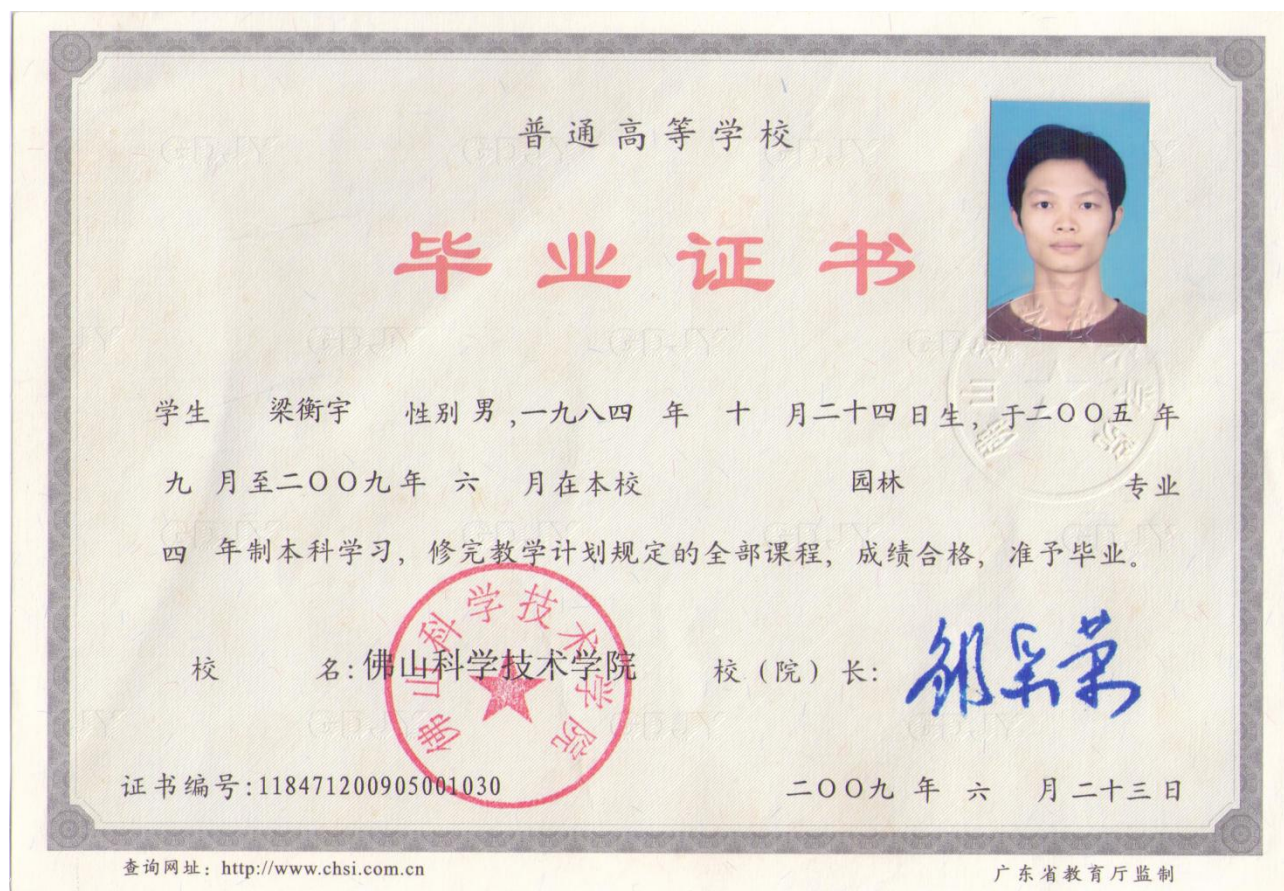 普通高等学校
毕业证书
学生 梁衡宇 性别 男,一九八四 年 十 月二十四日生, 于二〇〇五 年
九 月至二〇〇九年 六 月在本校 园林 专业
四 年制本科学习, 修完教学计划规定的全部课程, 成绩合格, 准予毕业。
佛山科学技术学院
校 名: 佛山科学技术学院 校 (院) 长:
证书编号:118471200905001030 二〇〇九 年 六 月 二十三日
查询网址: http://www.chsi.com.cn 广东省教育厅监制